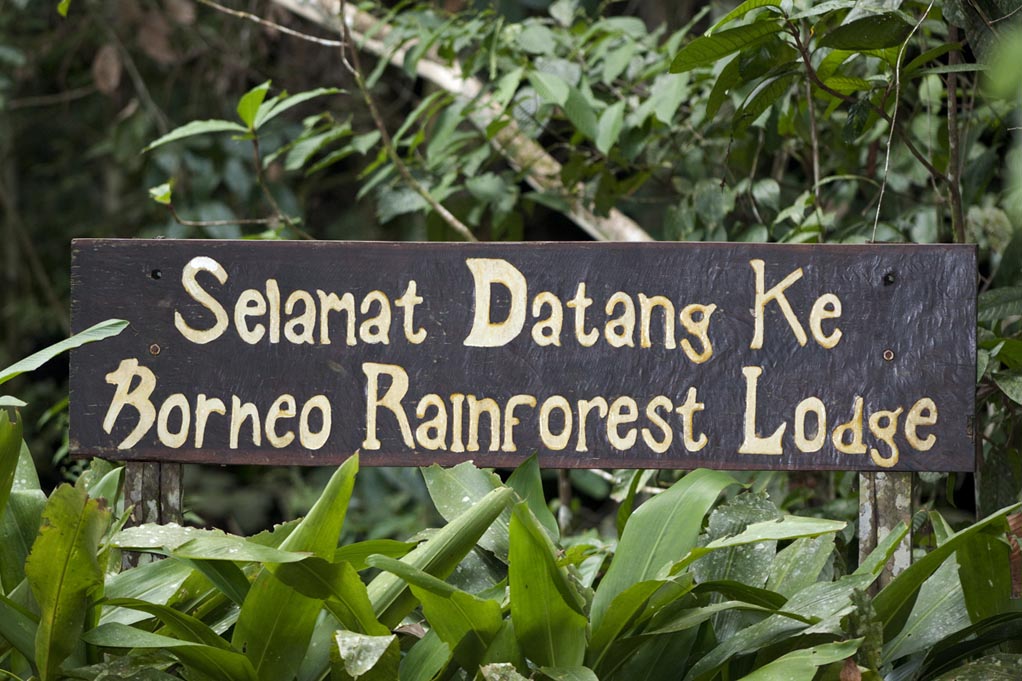 Selamat Datang Ke
Borneo Rainforest Lodge